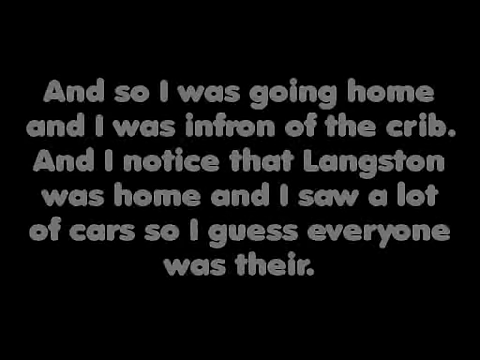 And so I was going home
and I was infron of the crib.
And I notice that Langston
was home and I saw a lot
of cars so I guess everyone
was their.